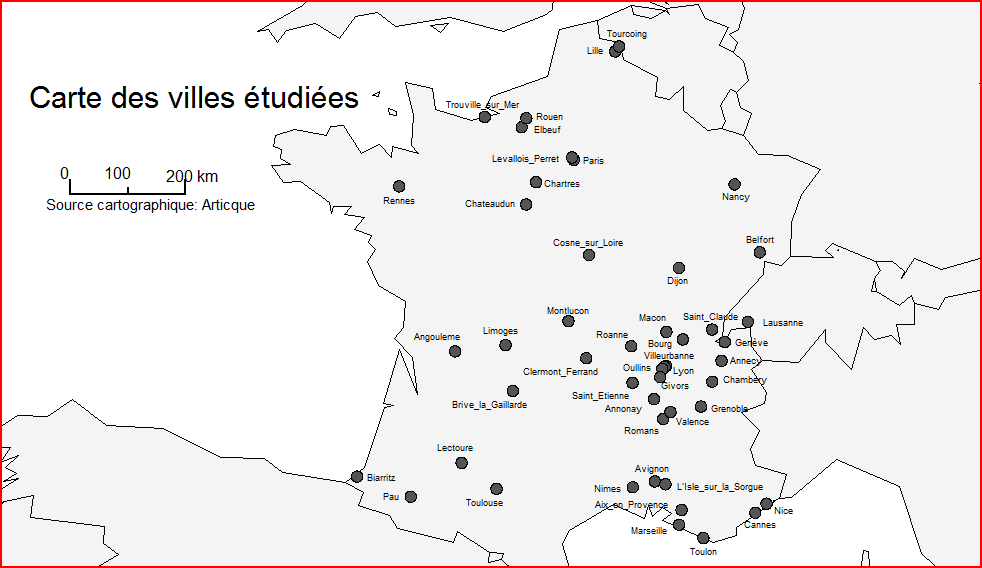 Tourcoing
Lille
Carte des villes étudiées
Trouville_sur_Mer
Rouen
Elbeuf
Levallois_Perret
Paris
0 100 200 km
Chartres
Source cartographique: Articque
Rennes
Chateaudun
Nancy
Belfort
Cosne_sur_Loire
Dijon
Montlucon
Macon
Saint_Claude
Lausanne
Angouleme
Limoges
Roanne
Bourg
Genève
Villeurbanne
Annecy
Clermont_Ferrand
Oullins
Lyon
Chambery
Givors
Saint_Etienne
Brive_la_Gaillarde
Annonay
Grenoble
Valence
Romans
Lectoure
Avignon
Biarritz
Nimes
L'Isle_sur_la_Sorgue
Pau
Toulouse
Aix_en_Provence
Nice
Cannes
Marseille
Toulon